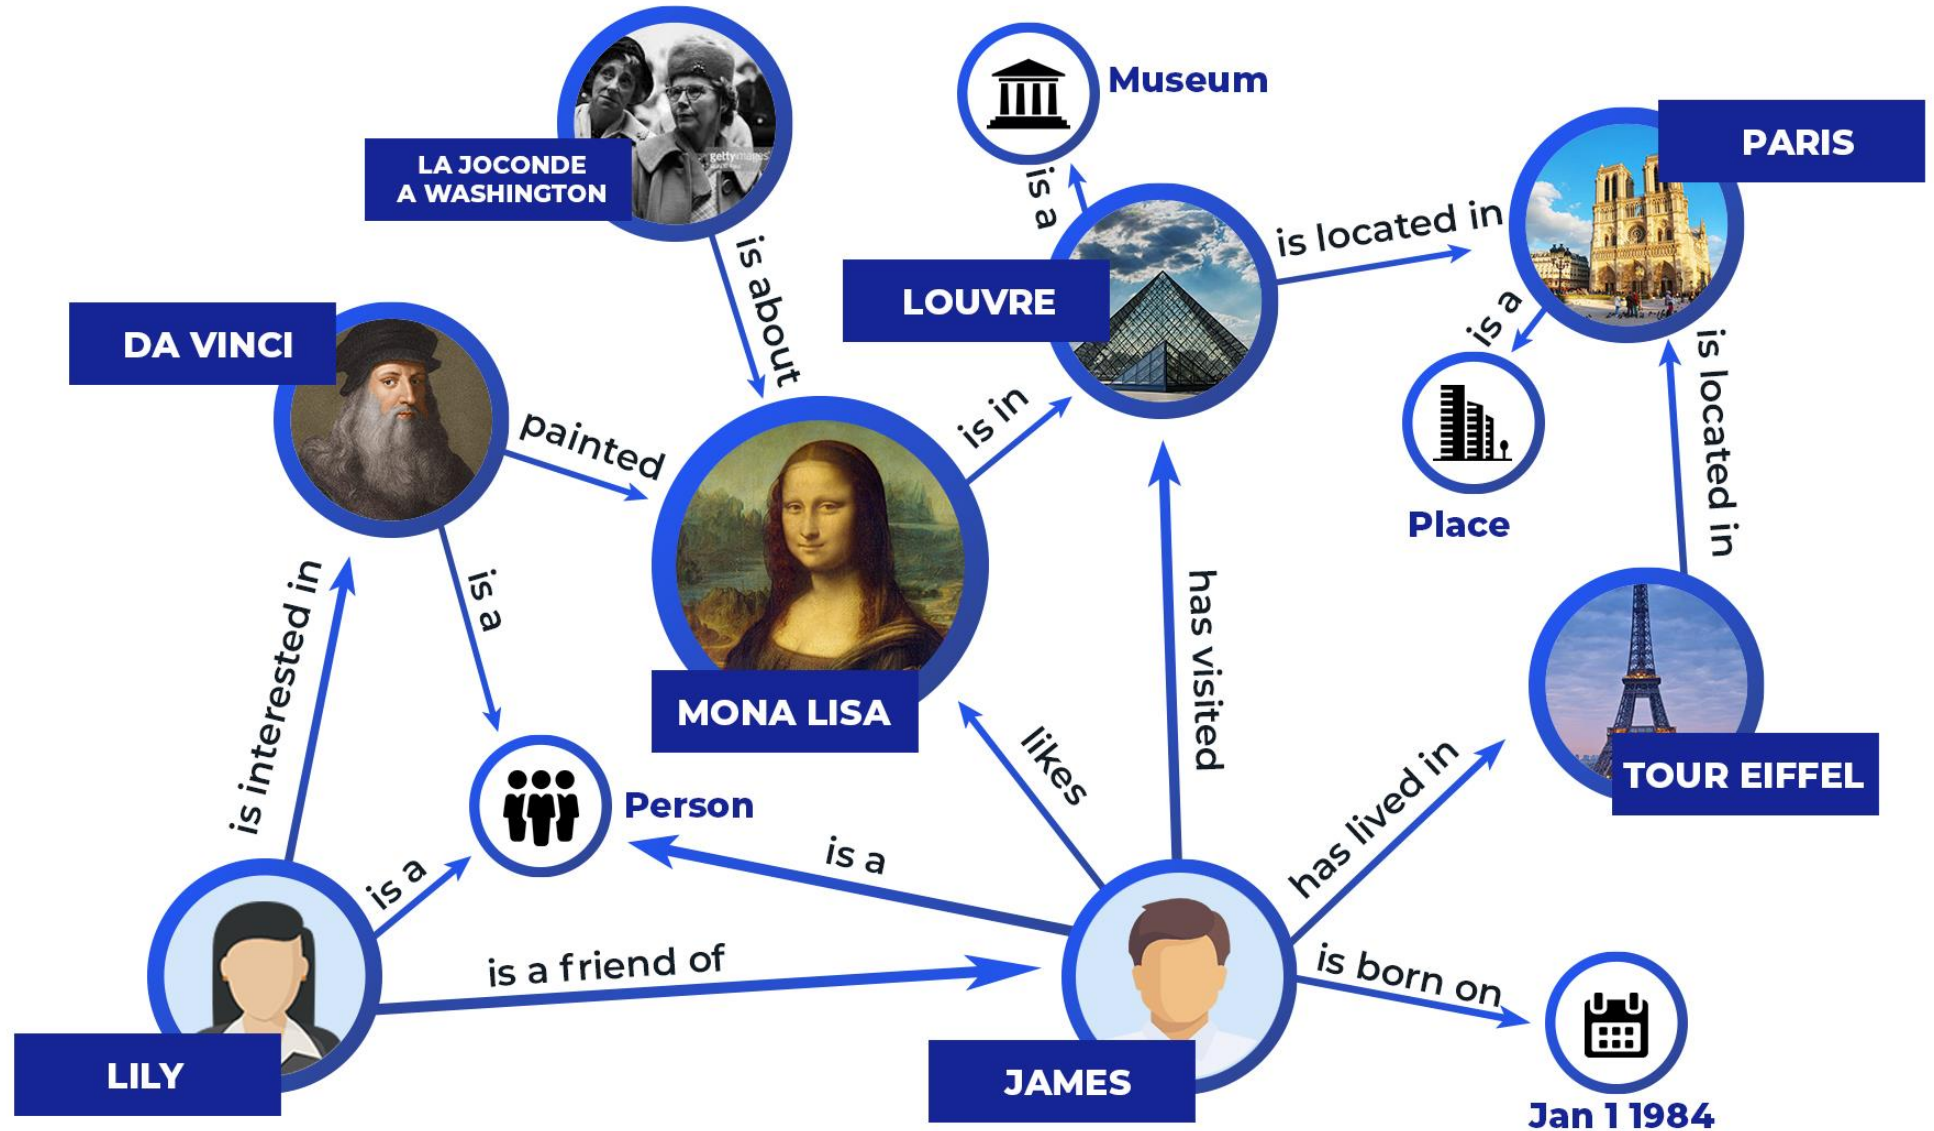 Museum
PARIS
LA JOCONDE
A WASHINGTON
gettyimages
is a
is located in
is about
LOUVRE
DA VINCI
is a
is located in
painted
is in
Place
is interested in
is a
has visited
MONA LISA
likes
has lived in
TOUR EIFFEL
Person
is a
is a
is a friend of
is born on
LILY
JAMES
Jan 1 1984